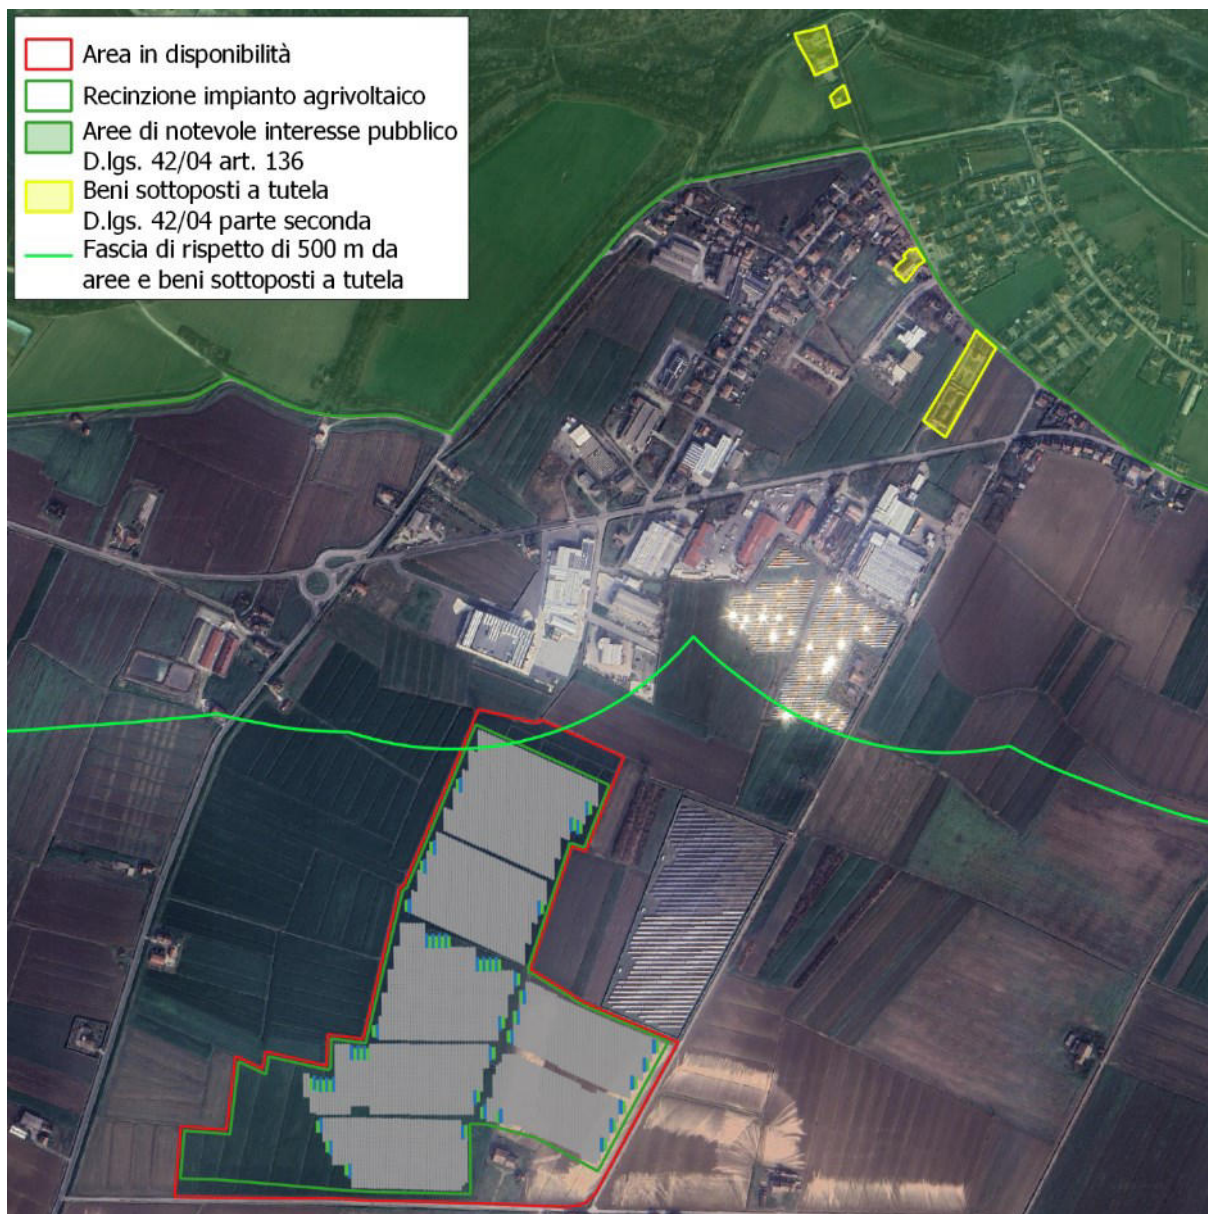 Area in disponibilità
Recinzione impianto agrivoltaico
Aree di notevole interesse pubblico
D.lgs. 42/04 art. 136
Beni sottoposti a tutela
D.lgs. 42/04 parte seconda
Fascia di rispetto di 500 m da
aree e beni sottoposti a tutela